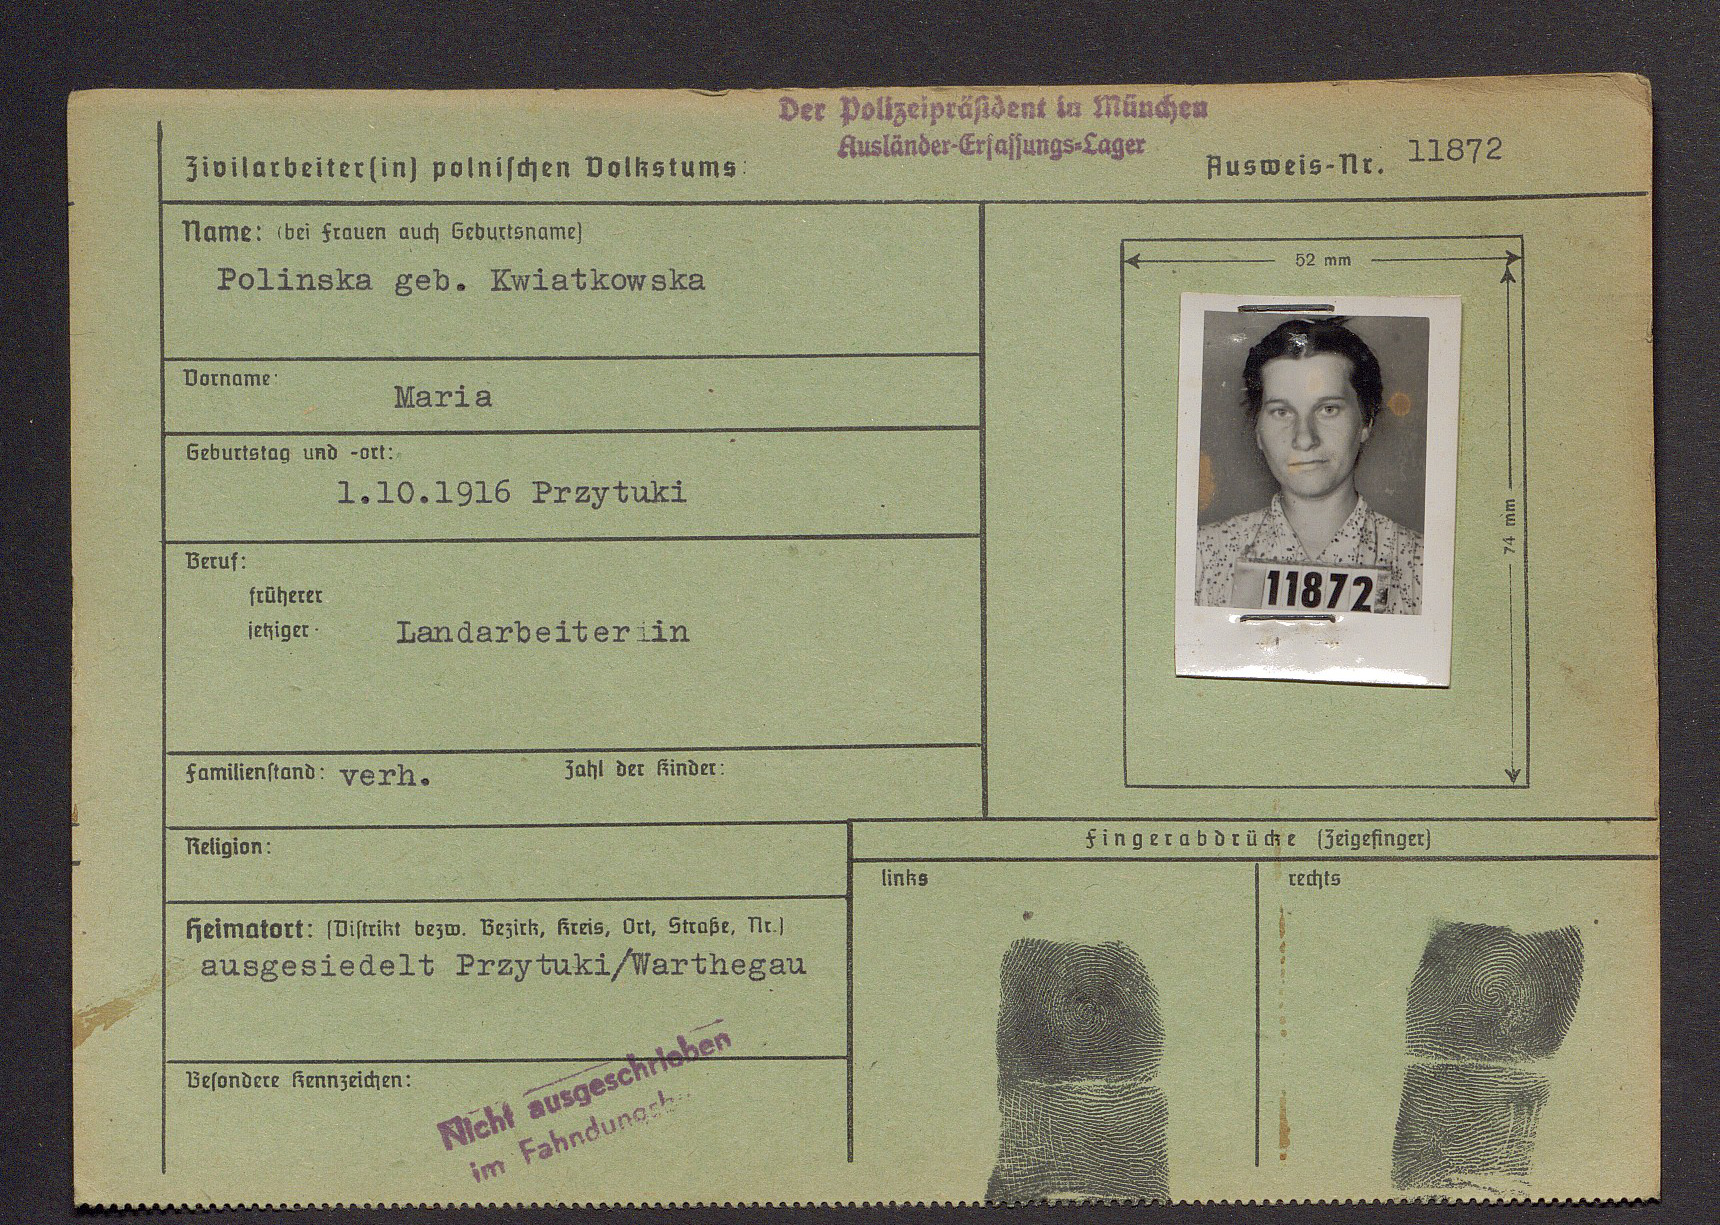 Der Polizeipräsident in München
Ausländer-Erfassungs-Lager
Zivilarbeiter(in) polnischen Volkstums:
Ausweis-Nr. 11872
Name: (bei Frauen auch Geburtsname)
Polinska geb. Kwiatkowska
Vorname:
Maria
Geburtstag und -ort:
1.10.1916 Przytuki
Beruf:
früherer
jetziger
Landarbeiteriin
Familienstand: verh. Zahl der Kinder:
Religion:
Heimatort: (Distrikt bezw. Bezirk, Kreis, Ort, Straße, Nr.)
ausgesiedelt Przytuki/Warthegau
Besondere Kennzeichen:
Nicht ausgeschrieben
im
52 mm
74 mm
11872
Fingerabdrücke (Zeigefinger)
links
rechts